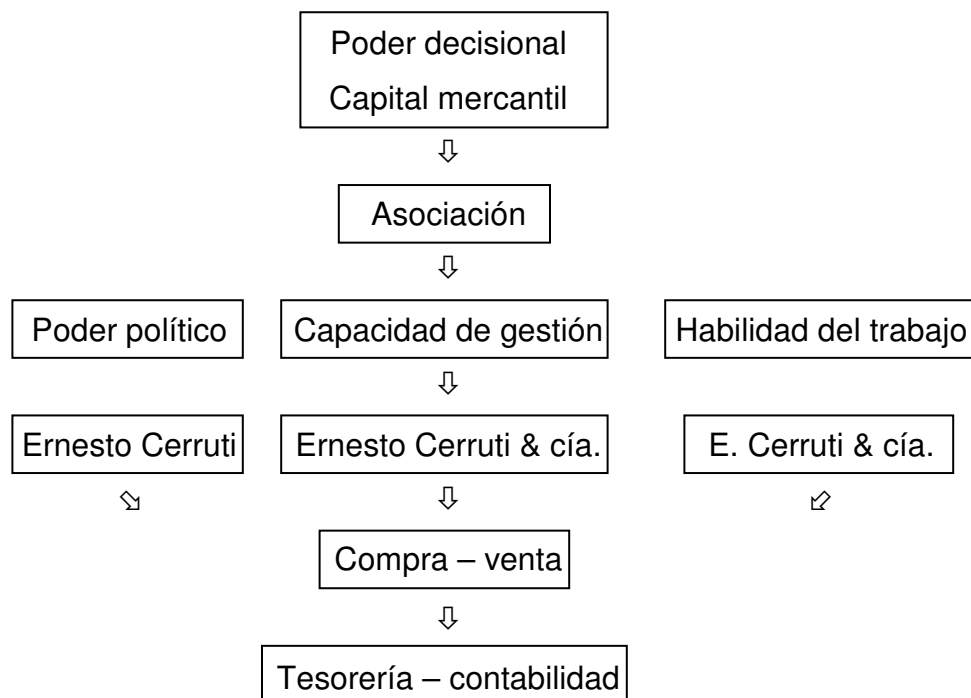 Poder decisional
Capital mercantil
Asociación
Poder político
Capacidad de gestión
Habilidad del trabajo
Ernesto Cerruti
Ernesto Cerruti & cía.
E. Cerruti & cía.
Compra – venta
Tesorería – contabilidad